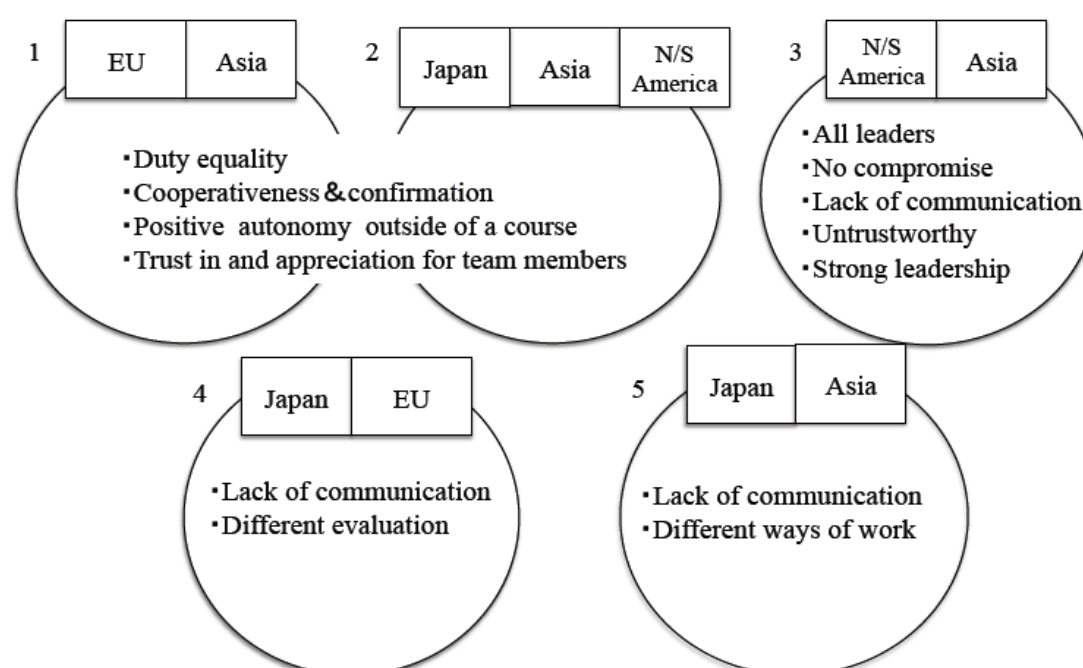 1
EU
Asia
2
Japan
Asia
N/S
America
3
N/S
America
Asia
・Duty equality
・Cooperativeness&confirmation
・Positive autonomy outside of a course
・Trust in and appreciation for team members
・All leaders
・No compromise
・Lack of communication
・Untrustworthy
・Strong leadership
4
Japan
EU
・Lack of communication
・Different evaluation
5
Japan
Asia
・Lack of communication
・Different ways of work